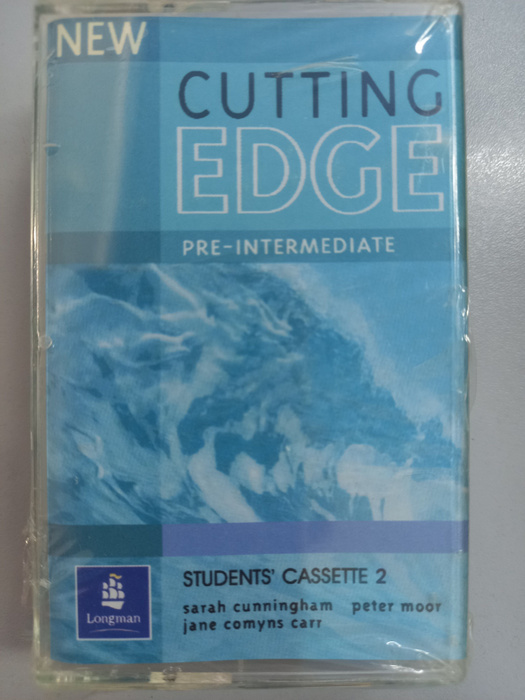 NEW
CUTTING
EDGE
PRE-INTERMEDIATE
STUDENTS' CASSETTE 2
sarah cunningham peter moor
jane comyns carr
Longman